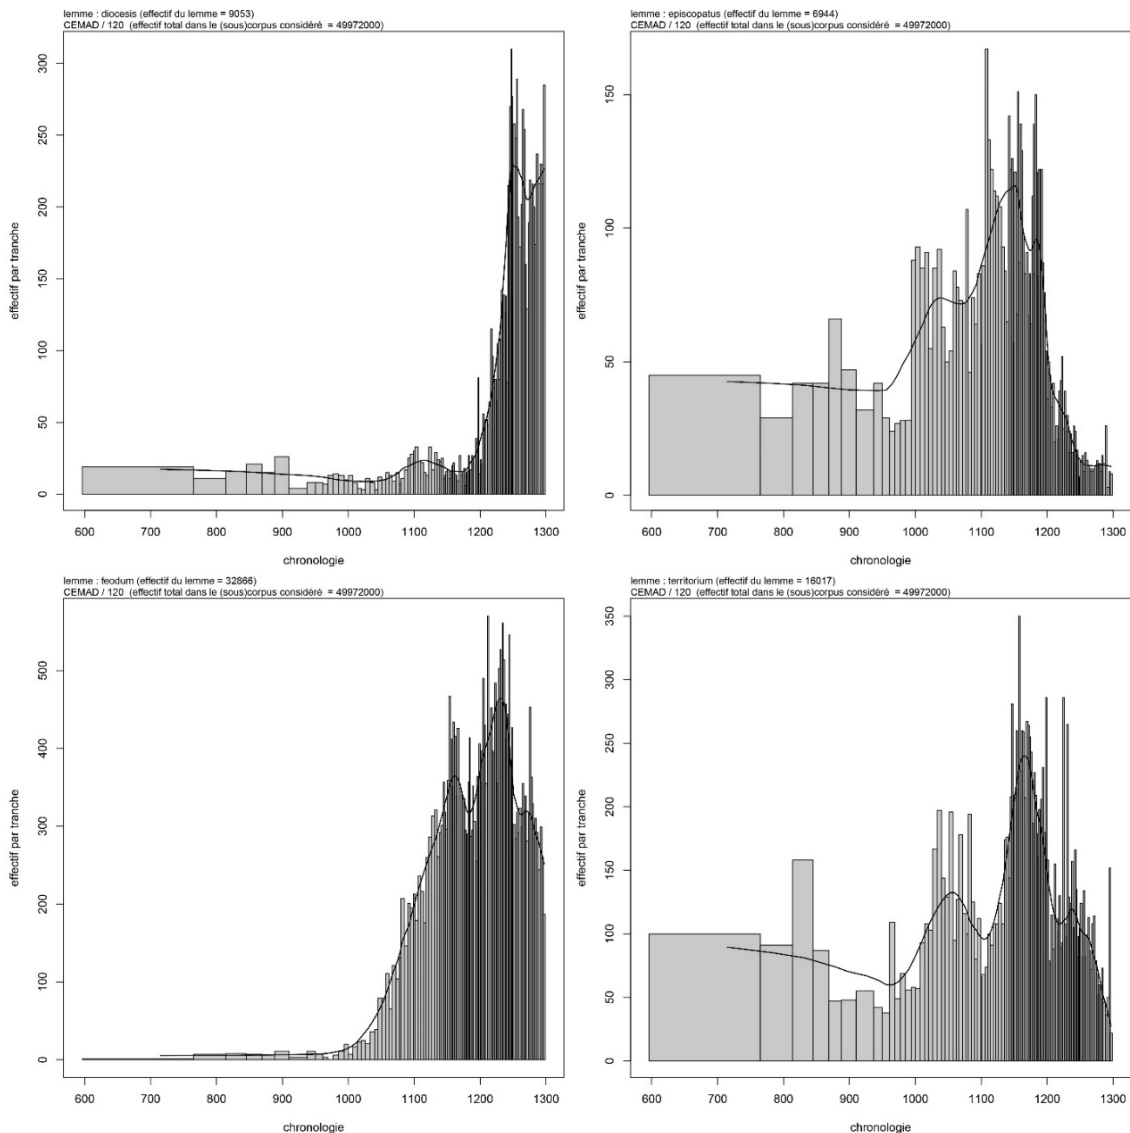 lemme : diocesis (effectif du lemme = 9053)
CEMAD / 120 (effectif total dans le (sous)corpus considéré = 49972000)
300
250
200
150
100
50
0
effectif par tranche
600 700 800 900 1000 1100 1200 1300
chronologie
lemme : episcopatus (effectif du lemme = 6944)
CEMAD / 120 (effectif total dans le (sous)corpus considéré = 49972000)
150
100
50
0
effectif par tranche
600 700 800 900 1000 1100 1200 1300
chronologie
lemme : feodum (effectif du lemme = 32866)
CEMAD / 120 (effectif total dans le (sous)corpus considéré = 49972000)
500
400
300
200
100
0
effectif par tranche
600 700 800 900 1000 1100 1200 1300
chronologie
lemme : territorium (effectif du lemme = 16017)
CEMAD / 120 (effectif total dans le (sous)corpus considéré = 49972000)
350
300
250
200
150
100
50
0
effectif par tranche
600 700 800 900 1000 1100 1200 1300
chronologie